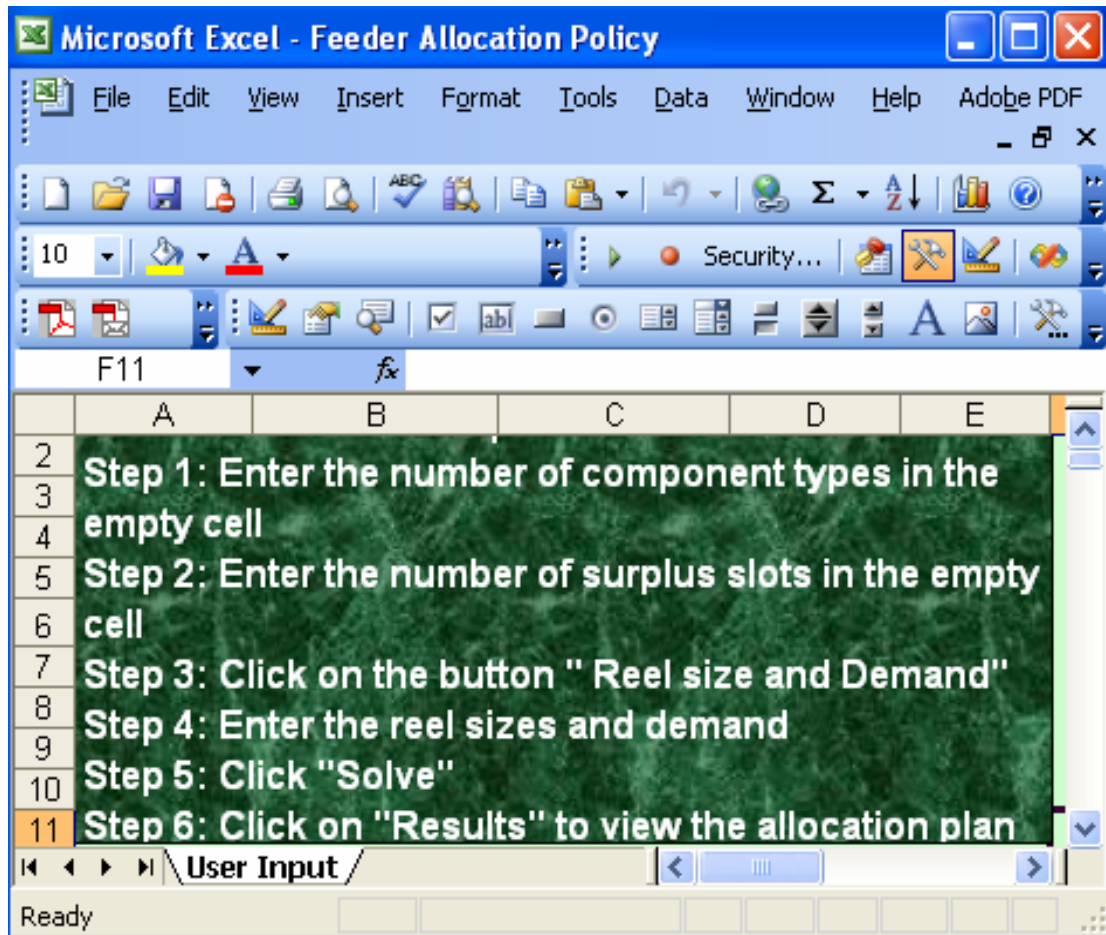 Microsoft Excel - Feeder Allocation Policy
File Edit View Insert Format Tools Data Window Help Adobe PDF
ABC Σ A Z
10 A Security...
abl A
F11 fx
A B C D E
2
3
4
5
6
7
8
9
10
11
Step 1: Enter the number of component types in the
empty cell
Step 2: Enter the number of surplus slots in the empty
cell
Step 3: Click on the button " Reel size and Demand"
Step 4: Enter the reel sizes and demand
Step 5: Click "Solve"
Step 6: Click on "Results" to view the allocation plan
User Input
Ready